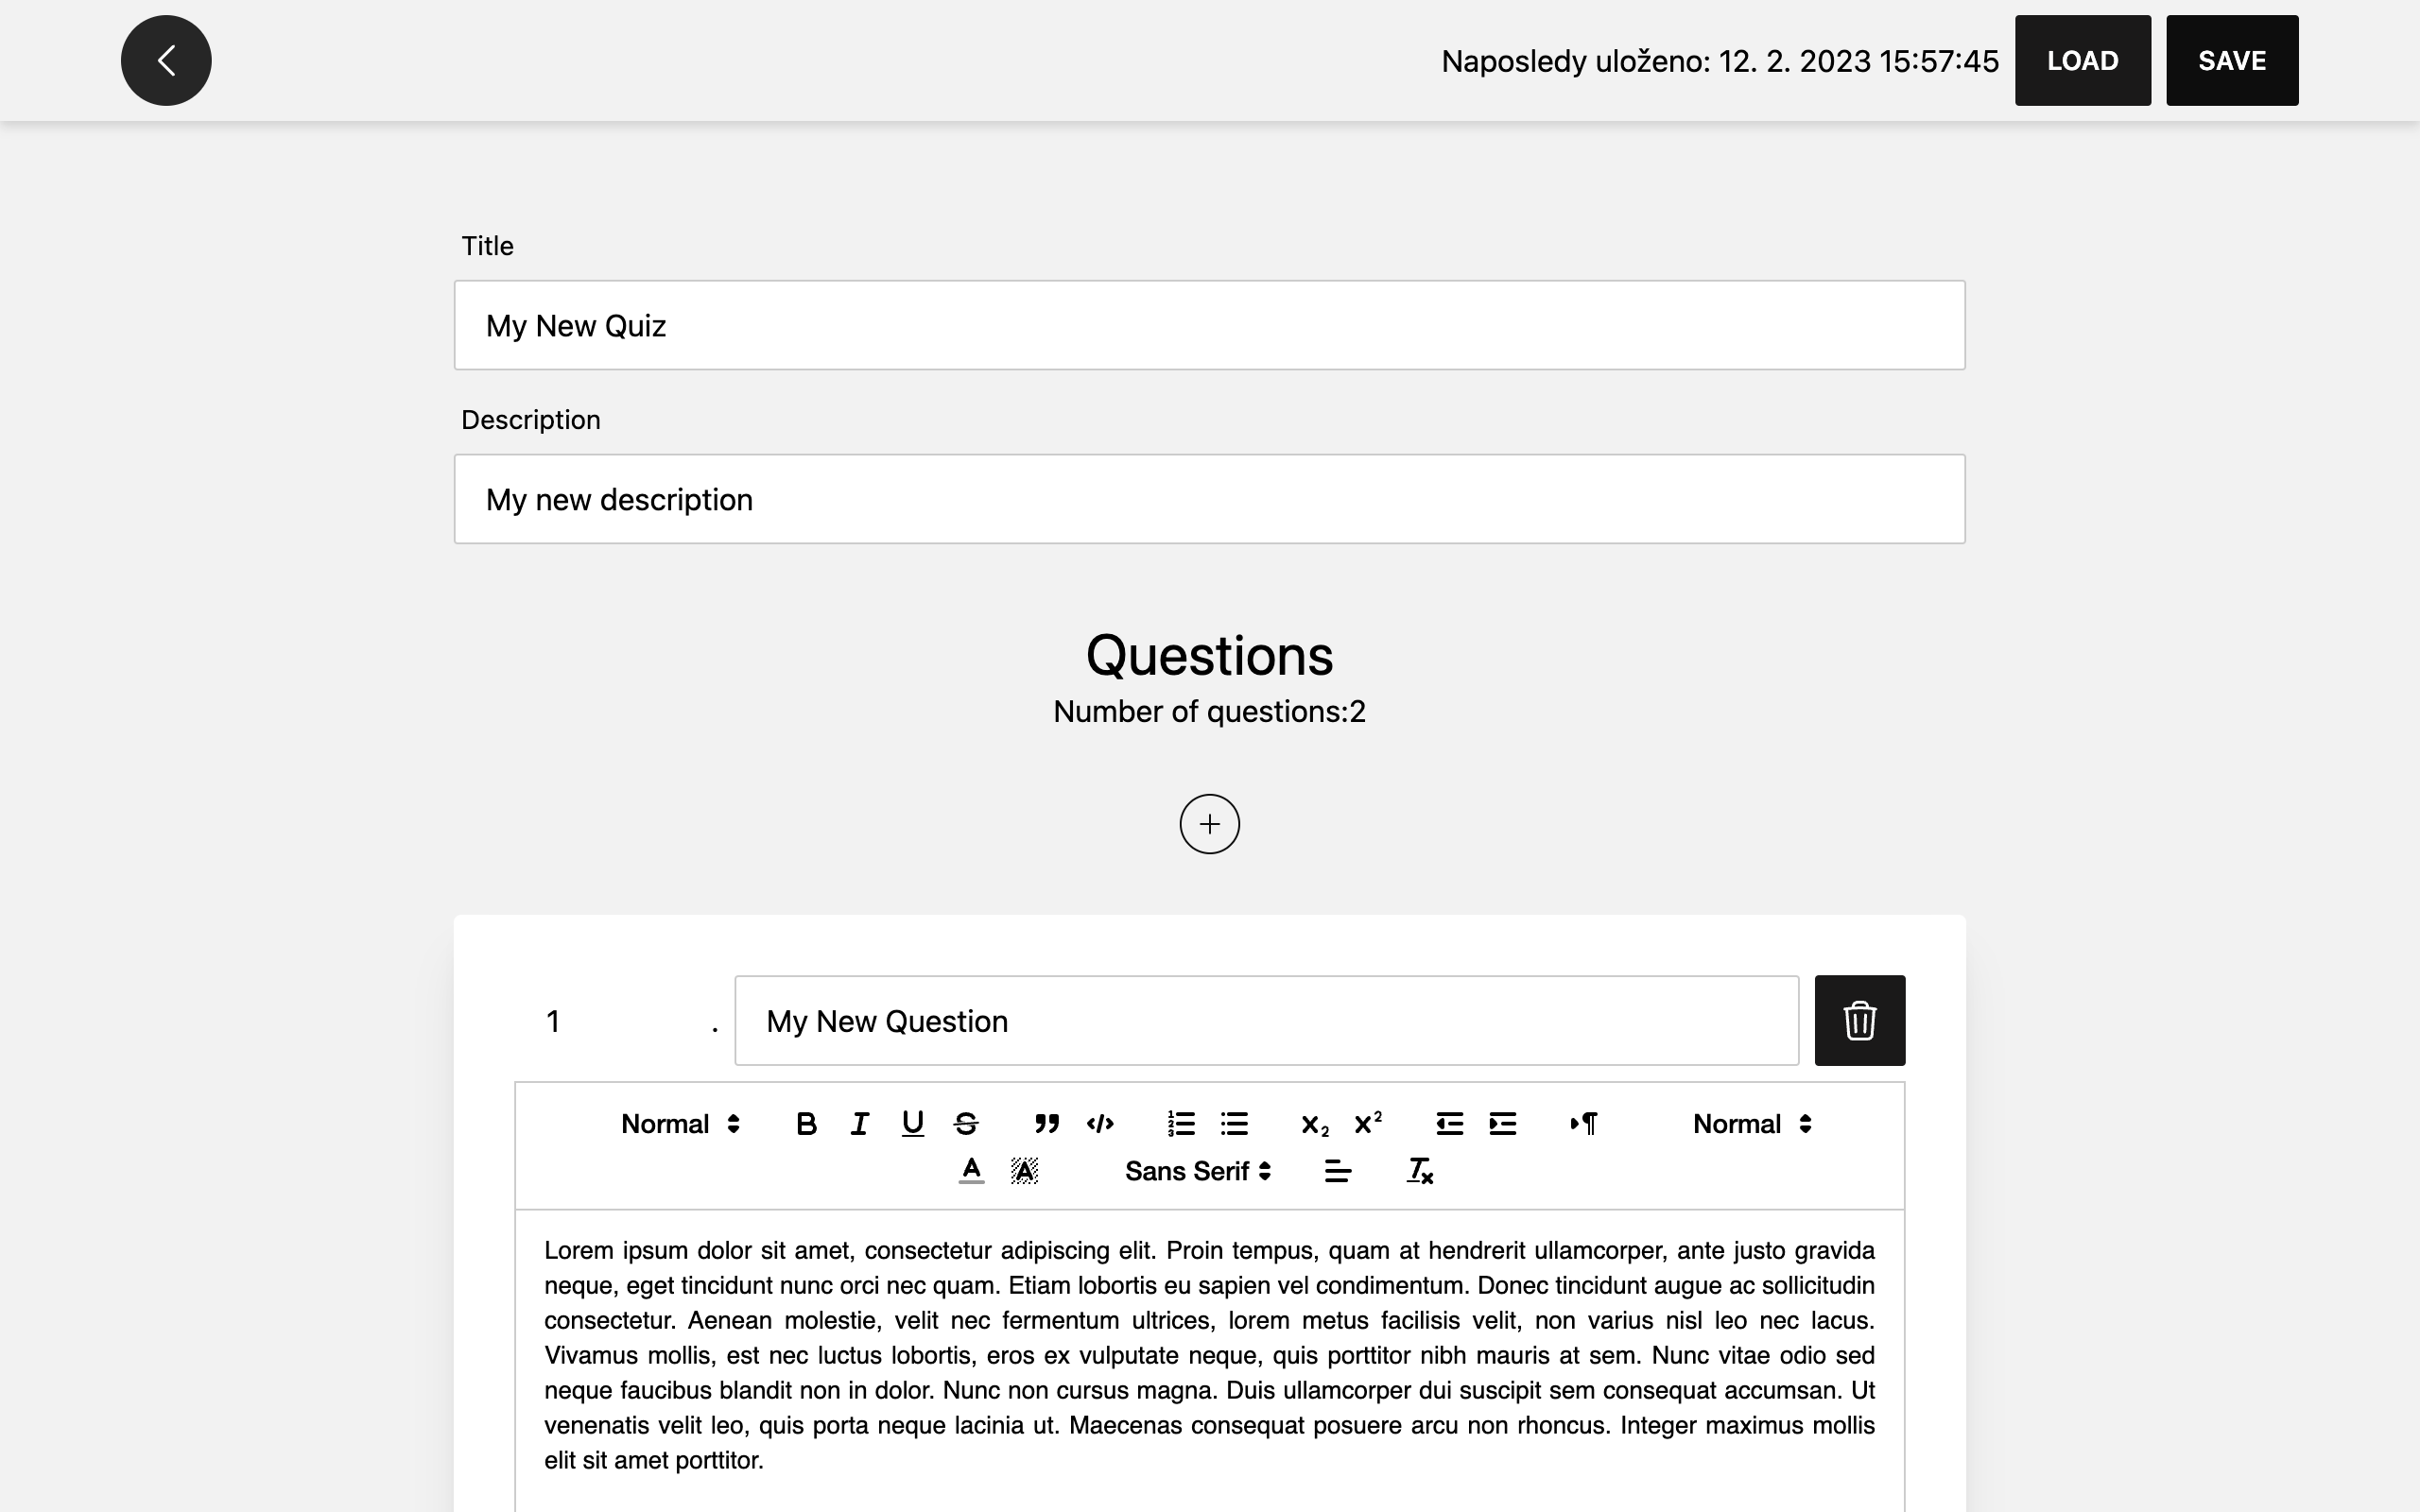 Naposledy uloženo: 12. 2. 2023 15:57:45 LOAD SAVE
Title
My New Quiz
Description
My new description
Questions
Number of questions:2
1 . My New Question
Normal
Normal
Sans Serif
Lorem ipsum dolor sit amet, consectetur adipiscing elit. Proin tempus, quam at hendrerit ullamcorper, ante justo gravida
neque, eget tincidunt nunc orci nec quam. Etiam lobortis eu sapien vel condimentum. Donec tincidunt augue ac sollicitudin
consectetur. Aenean molestie, velit nec fermentum ultrices, lorem metus facilisis velit, non varius nisl leo nec lacus.
Vivamus mollis, est nec luctus lobortis, eros ex vulputate neque, quis porttitor nibh mauris at sem. Nunc vitae odio sed
neque faucibus blandit non in dolor. Nunc non cursus magna. Duis ullamcorper dui suscipit sem consequat accumsan. Ut
venenatis velit leo, quis porta neque lacinia ut. Maecenas consequat posuere arcu non rhoncus. Integer maximus mollis
elit sit amet porttitor.